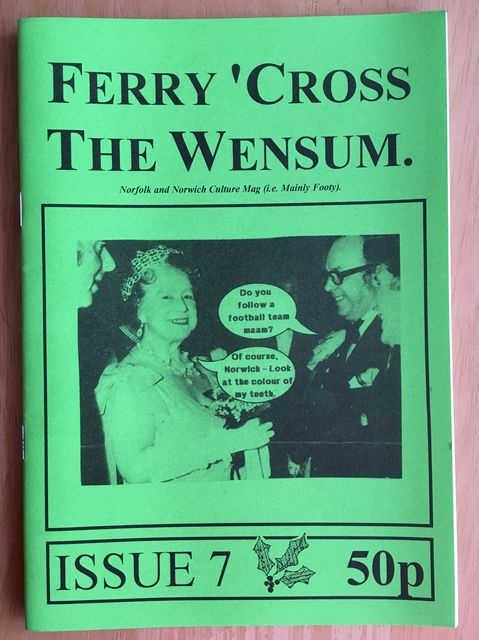 FERRY 'CROSS
THE WENSUM.
Norfolk and Norwich Culture Mag (i.e. Mainly Footy).
Do you
follow a
football team
maam?
Of course,
Norwich - Look
at the colour of
my teeth.
ISSUE 7
50p